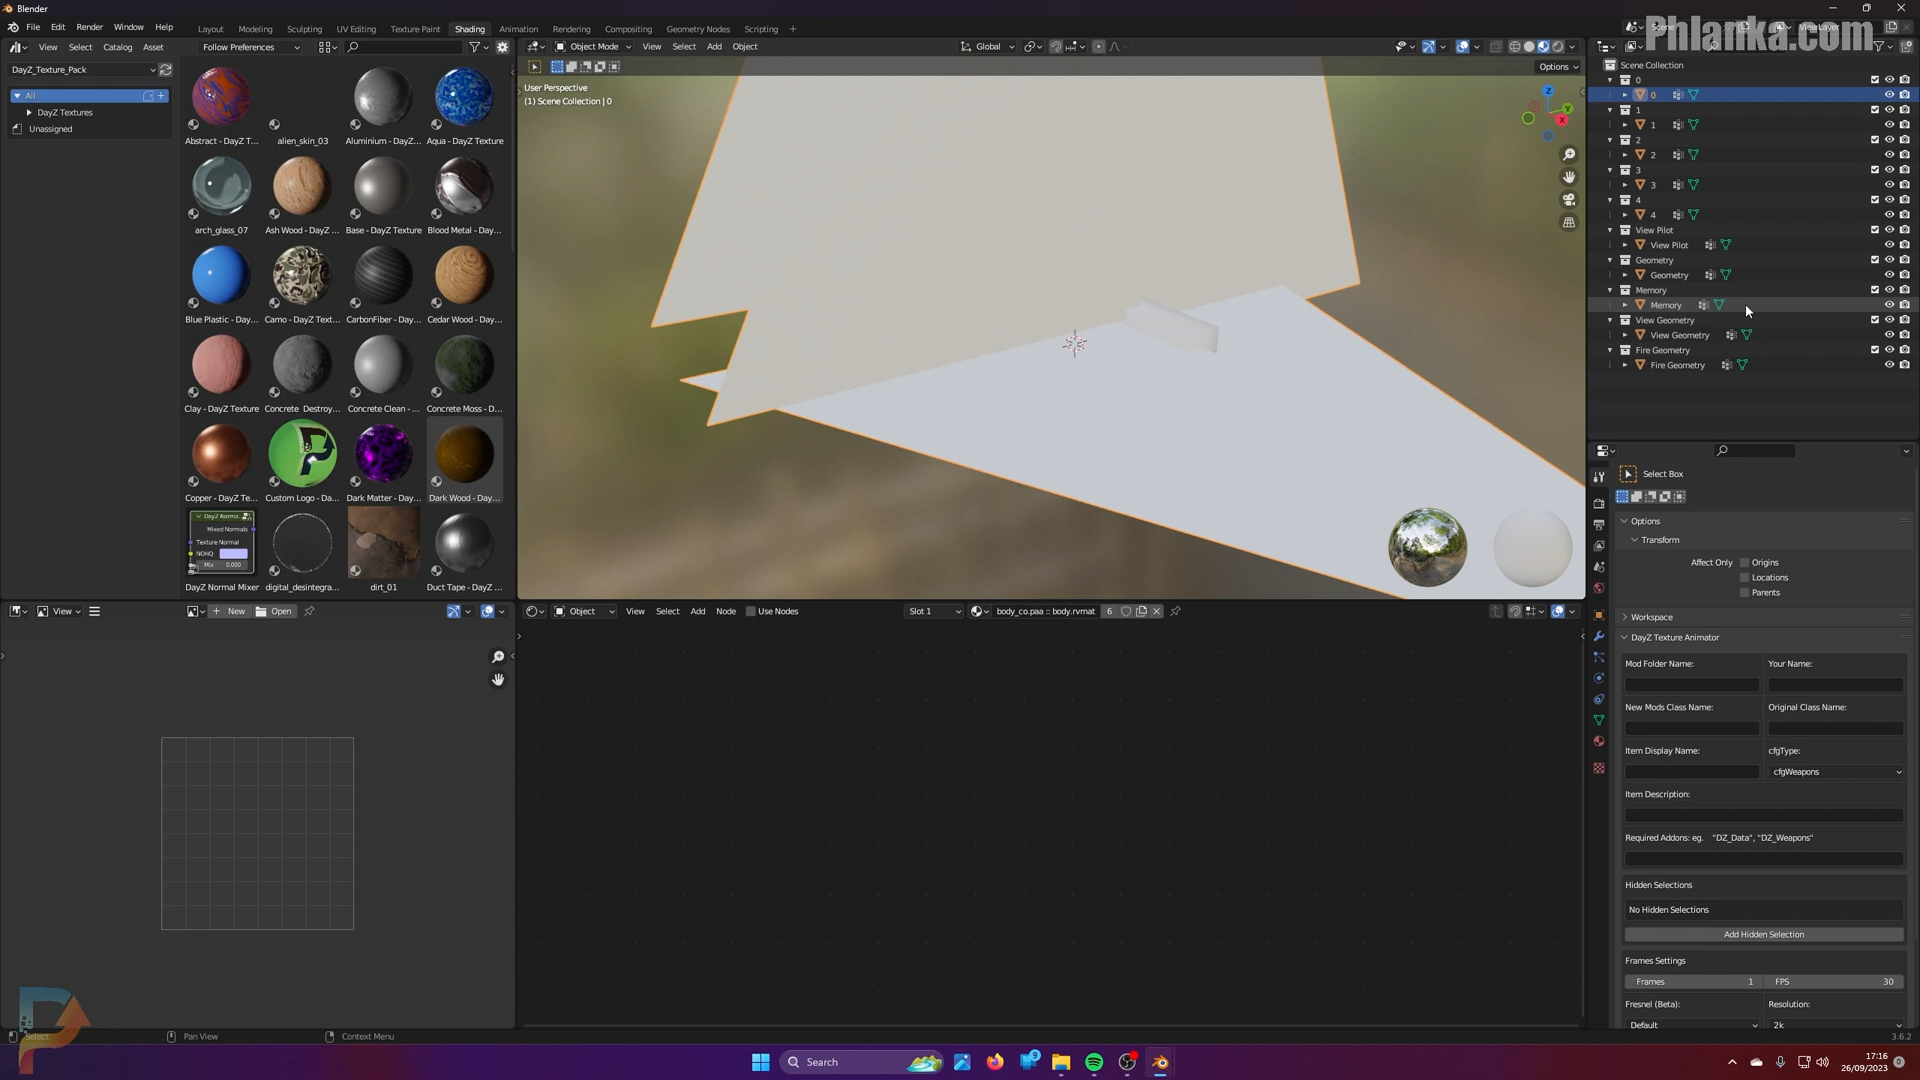 Blender
File Edit Render Window Help
Layout Modeling Sculpting UV Editing Texture Paint Shading Animation Rendering Compositing Geometry Nodes Scripting +
Scene
ViewLayer
Phlanka.com
View Select Catalog Asset Follow Preferences
Object Mode View Select Add Object Global
DayZ_Texture_Pack
All
DayZ Textures
Unassigned
Abstract - DayZ T... alien_skin_03 Aluminium - DayZ... Aqua - DayZ Texture
arch_glass_07 Ash Wood - DayZ ... Base - DayZ Texture Blood Metal - Day...
Blue Plastic - DayZ... Camo - DayZ Text... CarbonFiber - Day... Cedar Wood - Day...
Clay - DayZ Texture Concrete Destroy... Concrete Clean - ... Concrete Moss - D...
Copper - DayZ Te... Custom Logo - Da... Dark Matter - Day... Dark Wood - Day...
DayZ Norma...
Mixed Normals
Texture Normal
NOHQ
Mix 0.000
DayZ Normal Mixer digital_desintegra... dirt_01 Duct Tape - DayZ ...
Options
User Perspective
(1) Scene Collection | 0
Z
Y
X
Scene Collection
0
0
1
1
2
2
3
3
4
4
View Pilot
View Pilot
Geometry
Geometry
Memory
Memory
View Geometry
View Geometry
Fire Geometry
Fire Geometry
Select Box
Options
Transform
Affect Only Origins
Locations
Parents
Workspace
DayZ Texture Animator
Mod Folder Name: Your Name:
New Mods Class Name: Original Class Name:
Item Display Name: cfgType:
cfgWeapons
Item Description:
Required Addons: eg. "DZ_Data", "DZ_Weapons"
Hidden Selections
No Hidden Selections
Add Hidden Selection
Frames Settings
Frames 1 FPS 30
Fresnel (Beta): Resolution:
Default 2k
View New Open
Object View Select Add Node Use Nodes Slot 1 body_co.paa :: body.rvmat 6
Select Pan View Context Menu
3.6.2
Search
9
17:16
26/09/2023